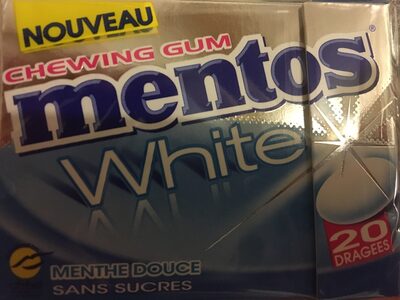 NOUVEAU
CHEWING GUM
mentos®
White
20
DRAGEES
MENTHE DOUCE
SANS SUCRES